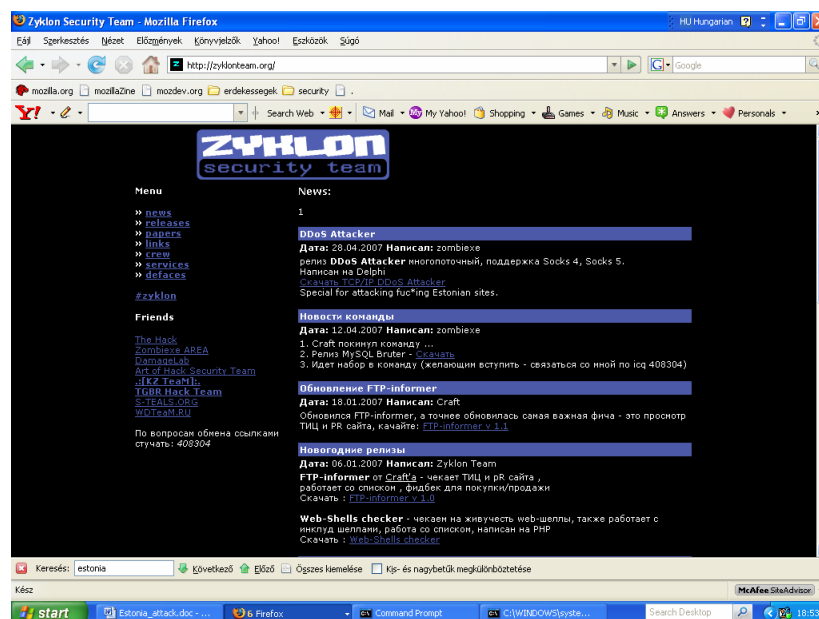 Zyklon Security Team - Mozilla Firefox
HU Hungarian
Fájl Szerkesztés Nézet Előzmények Könyvjelzők Yahoo! Eszközök Súgó
http://zyklonteam.org/
Google
mozilla.org mozillaZine mozdev.org erdekessegek security .
Y! Search Web Mail My Yahoo! Shopping Games Music Answers Personals
ZYKLON
security team
Menu
» news
» releases
» papers
» links
» crew
» services
» defaces
#zyklon
Friends
The Hack
Zombiexe AREA
DamageLab
Art of Hack Security Team
.:[KZ TeaM]:.
TGBR Hack Team
S-TEALS.ORG
WDTeaM.RU
По вопросам обмена ссылками
стучать: 408304
News:
1
DDoS Attacker
Дата: 28.04.2007 Написал: zombiexe
релиз DDoS Attacker многопоточный, поддержка Socks 4, Socks 5.
Написан на Delphi
Скачать TCP/IP DDoS Attacker
Special for attacking fuc*ing Estonian sites.
Новости команды
Дата: 12.04.2007 Написал: zombiexe
1. Craft покинул команду ...
2. Релиз MySQL Bruter - Скачать
3. Идет набор в команду (желающим вступить - связаться со мной по icq 408304)
Обновление FTP-informer
Дата: 18.01.2007 Написал: Craft
Обновился FTP-informer, а точнее обновилась самая важная фича - это просмотр
ТИЦ и PR сайта, качайте: FTP-informer v 1.1
Новогодние релизы
Дата: 06.01.2007 Написал: Zyklon Team
FTP-informer от Craft'a - чекает ТИЦ и pR сайта ,
работает со списком , фидбек для покупки/продажи
Скачать : FTP-informer v 1.0
Web-Shells checker - чекаем на живучесть web-шеллы, также работает с
инклуд шеллами, работа со списком, написан на PHP
Скачать : Web-Shells checker
Keresés: estonia Következő Előző Összes kiemelése Kis- és nagybetűk megkülönböztetése
Kész
McAfee SiteAdvisor
start Estonia_attack.doc - ... 6 Firefox Command Prompt C:\WINDOWS\syste... Search Desktop 18:53